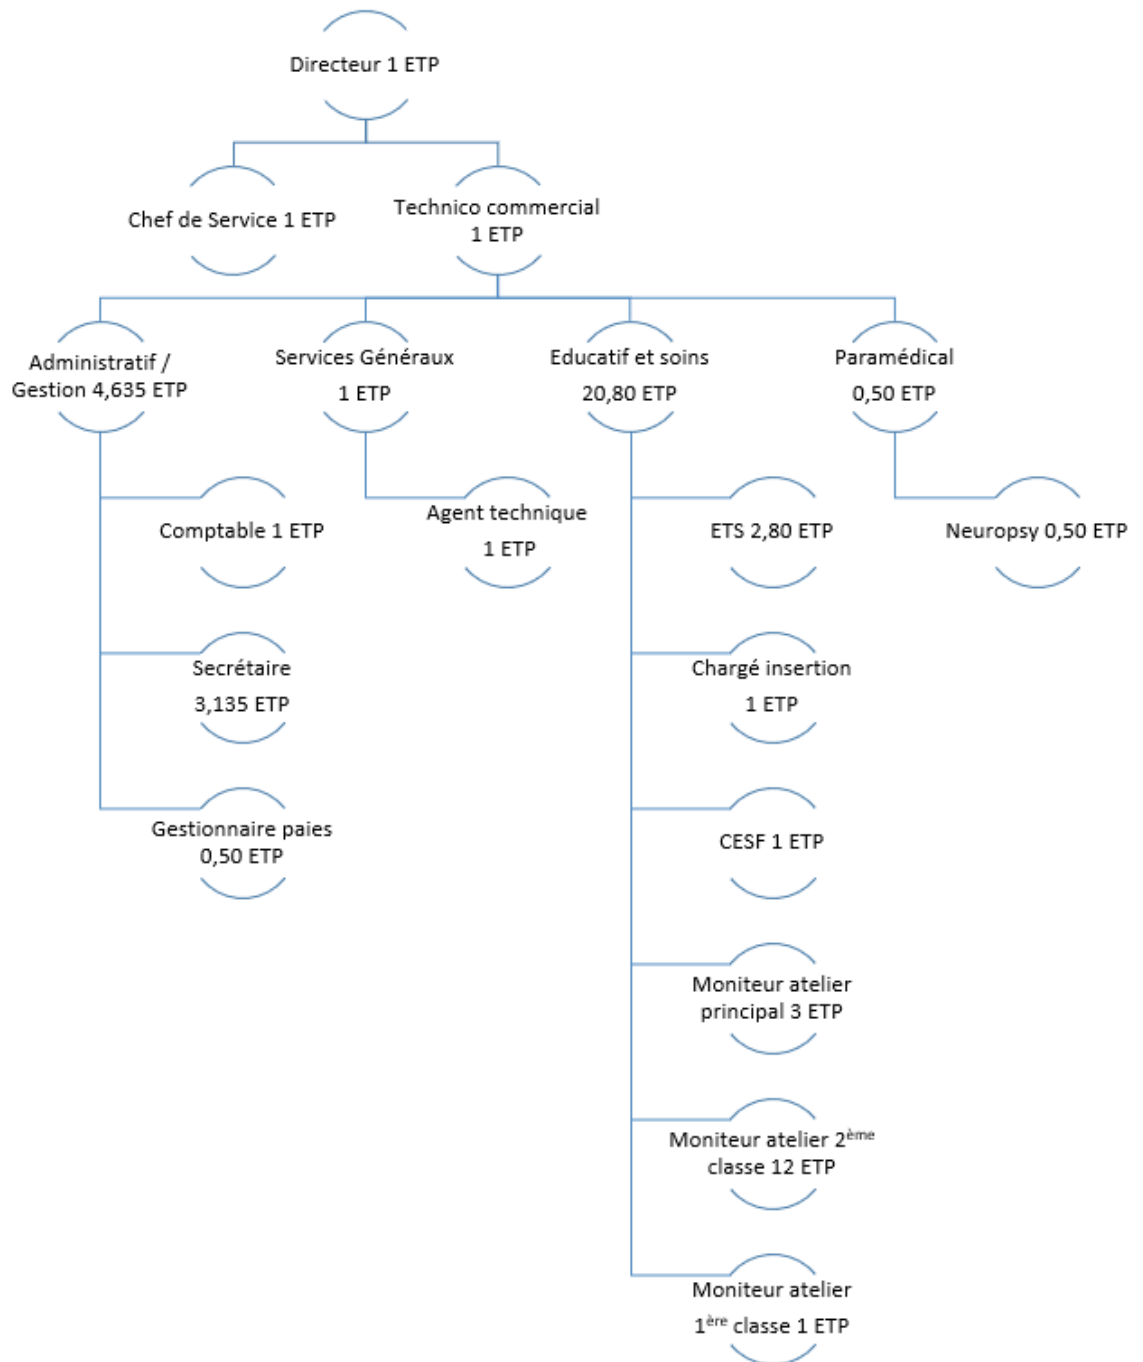 Directeur 1 ETP
Chef de Service 1 ETP
Technico commercial
1 ETP
Administratif /
Gestion 4,635 ETP
Services Généraux
1 ETP
Educatif et soins
20,80 ETP
Paramédical
0,50 ETP
Comptable 1 ETP
Secrétaire
3,135 ETP
Gestionnaire paies
0,50 ETP
Agent technique
1 ETP
ETS 2,80 ETP
Chargé insertion
1 ETP
CESF 1 ETP
Moniteur atelier
principal 3 ETP
Moniteur atelier 2ème
classe 12 ETP
Moniteur atelier
1ère classe 1 ETP
Neuropsy 0,50 ETP